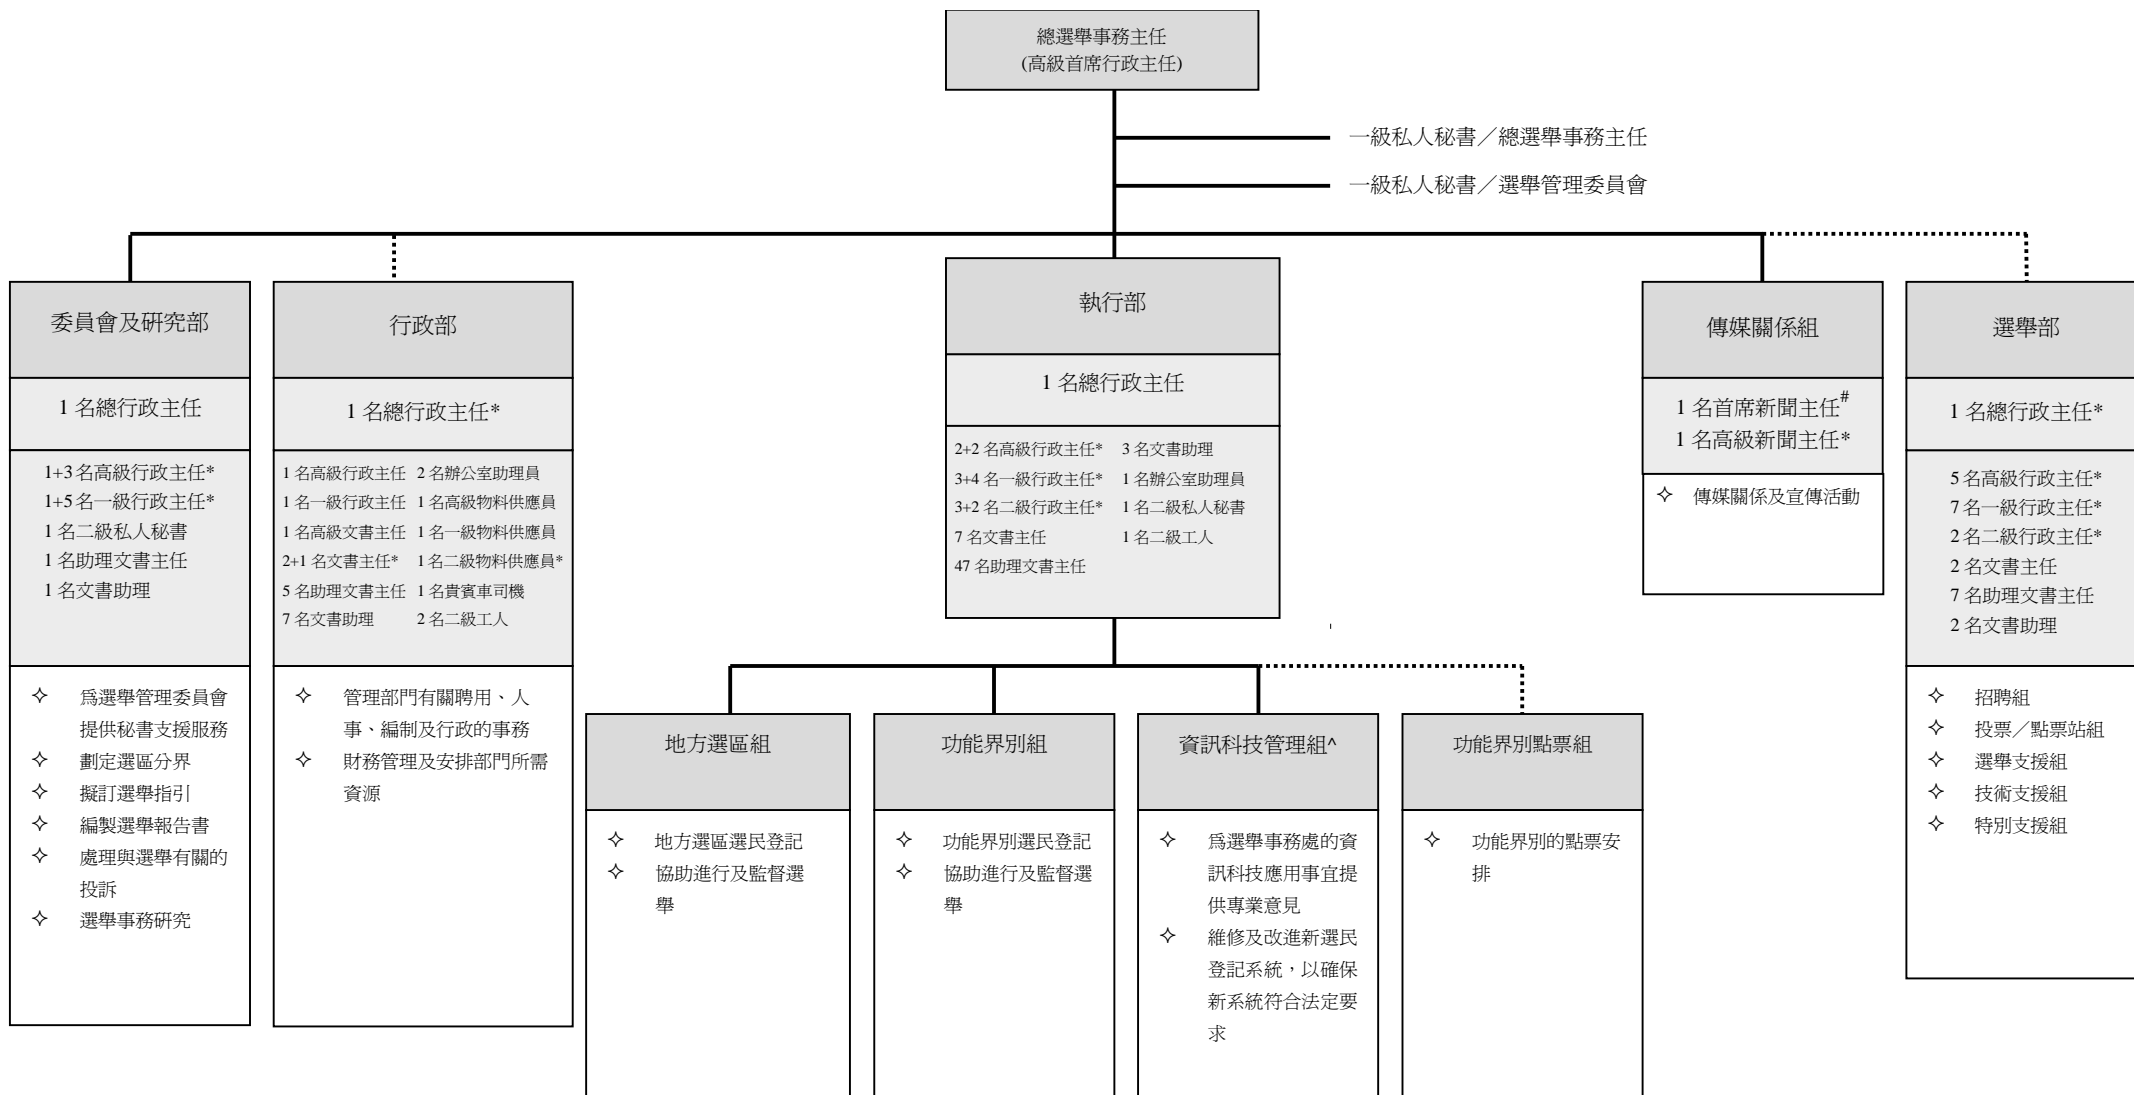 總選舉事務主任
(高級首席行政主任)
一級私人秘書／總選舉事務主任
一級私人秘書／選舉管理委員會
委員會及研究部
1 名總行政主任
1+3 名高級行政主任*
1+5 名一級行政主任*
1 名二級私人秘書
1 名助理文書主任
1 名文書助理
✧ 為選舉管理委員會
提供秘書支援服務
✧ 劃定選區分界
✧ 擬訂選舉指引
✧ 編製選舉報告書
✧ 處理與選舉有關的
投訴
✧ 選舉事務研究
行政部
1 名總行政主任*
1 名高級行政主任 2 名辦公室助理員
1 名一級行政主任 1 名高級物料供應員
1 名高級文書主任 1 名一級物料供應員
2+1 名文書主任* 1 名二級物料供應員*
5 名助理文書主任 1 名貴賓車司機
7 名文書助理 2 名二級工人
✧ 管理部門有關聘用、人
事、編制及行政的事務
✧ 財務管理及安排部門所需
資源
執行部
1 名總行政主任
2+2 名高級行政主任* 3 名文書助理
3+4 名一級行政主任* 1 名辦公室助理員
3+2 名二級行政主任* 1 名二級私人秘書
7 名文書主任 1 名二級工人
47 名助理文書主任
地方選區組
✧ 地方選區選民登記
✧ 協助進行及監督選
舉
功能界別組
✧ 功能界別選民登記
✧ 協助進行及監督選
舉
資訊科技管理組^
✧ 為選舉事務處的資
訊科技應用事宜提
供專業意見
✧ 維修及改進新選民
登記系統，以確保
新系統符合法定要
求
功能界別點票組
✧ 功能界別的點票安
排
傳媒關係組
1 名首席新聞主任#
1 名高級新聞主任*
✧ 傳媒關係及宣傳活動
選舉部
1 名總行政主任*
5 名高級行政主任*
7 名一級行政主任*
2 名二級行政主任*
2 名文書主任
7 名助理文書主任
2 名文書助理
✧ 招聘組
✧ 投票／點票站組
✧ 選舉支援組
✧ 技術支援組
✧ 特別支援組